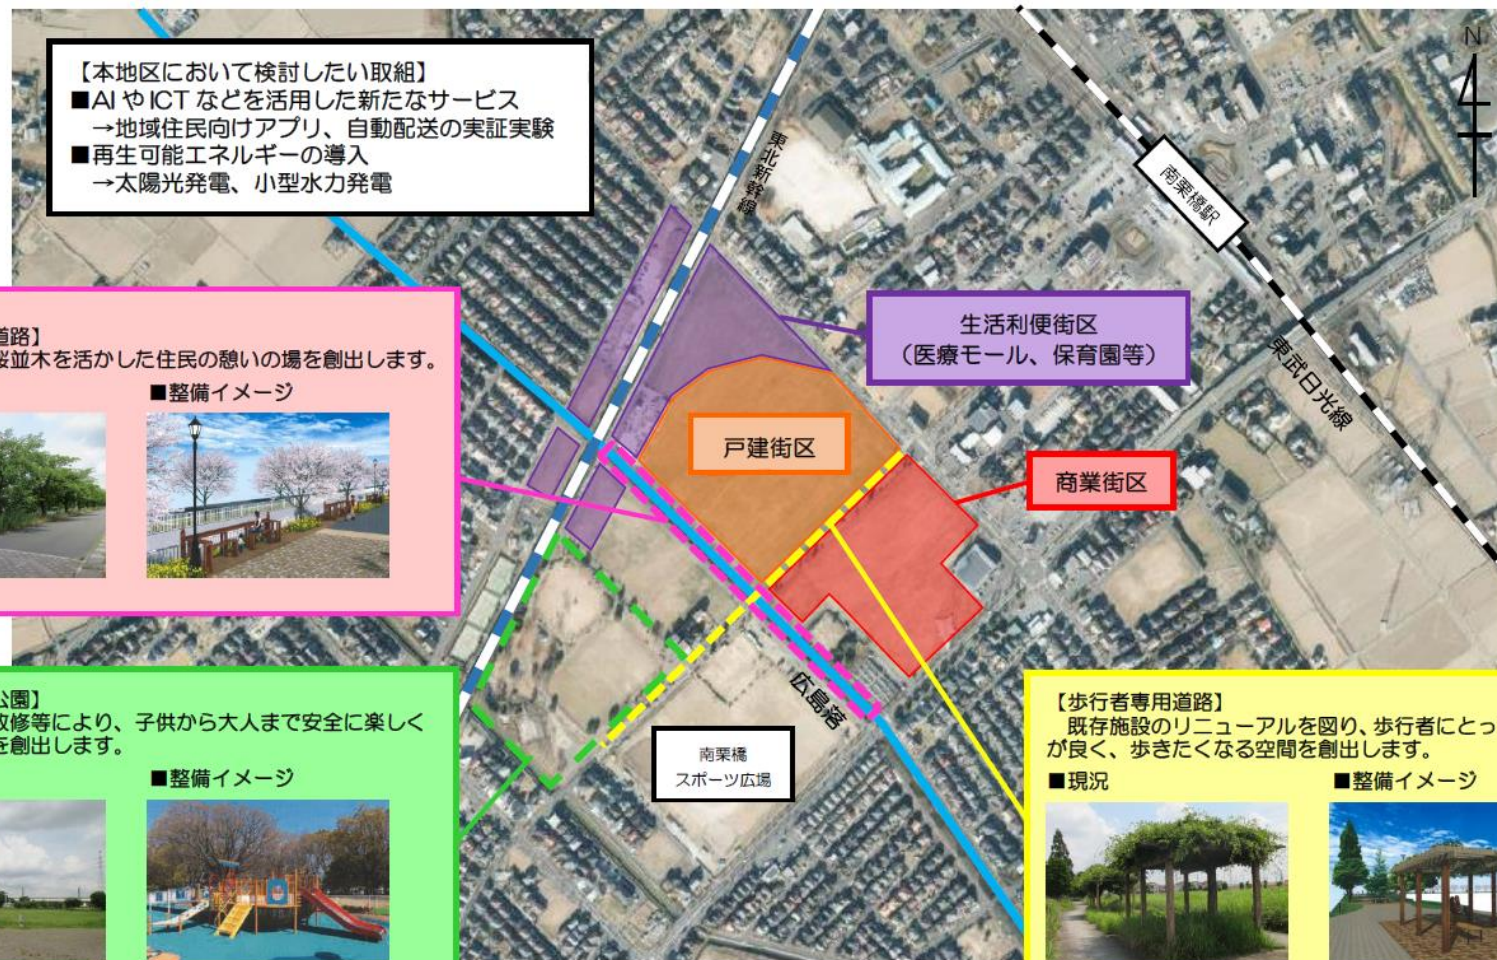 【本地区において検討したい取組】
■AIやICTなどを活用した新たなサービス
→地域住民向けアプリ、自動配送の実証実験
■再生可能エネルギーの導入
→太陽光発電、小型水力発電
N
東北新幹線
南栗橋駅
東武日光線
生活利便街区
（医療モール、保育園等）
戸建街区
商業街区
道路】
桜並木を活かした住民の憩いの場を創出します。
■整備イメージ
広島落
南栗橋
スポーツ広場
公園】
改修等により、子供から大人まで安全に楽しく
を創出します。
■整備イメージ
【歩行者専用道路】
既存施設のリニューアルを図り、歩行者にとっ
が良く、歩きたくなる空間を創出します。
■現況
■整備イメージ